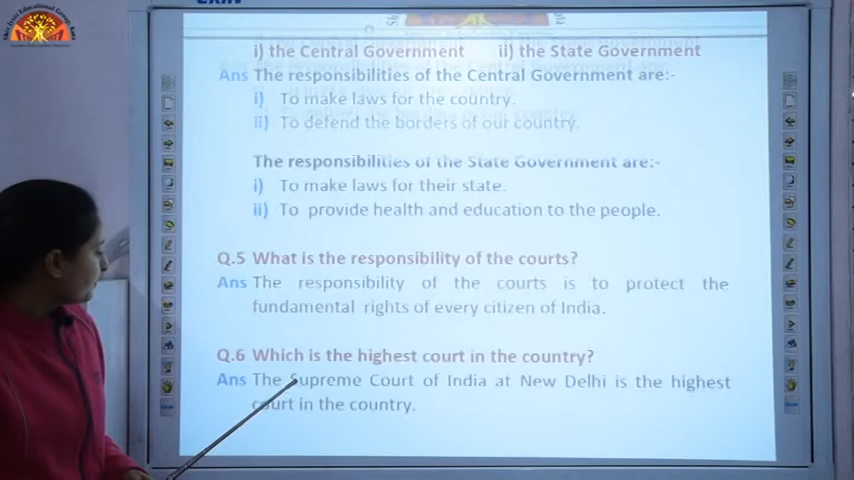 i) the Central Government ii) the State Government
Ans The responsibilities of the Central Government are:-
i) To make laws for the country.
ii) To defend the borders of our country.
The responsibilities of the State Government are:-
i) To make laws for their state.
ii) To provide health and education to the people.
Q.5 What is the responsibility of the courts?
Ans The responsibility of the courts is to protect the
fundamental rights of every citizen of India.
Q.6 Which is the highest court in the country?
Ans The Supreme Court of India at New Delhi is the highest
court in the country.